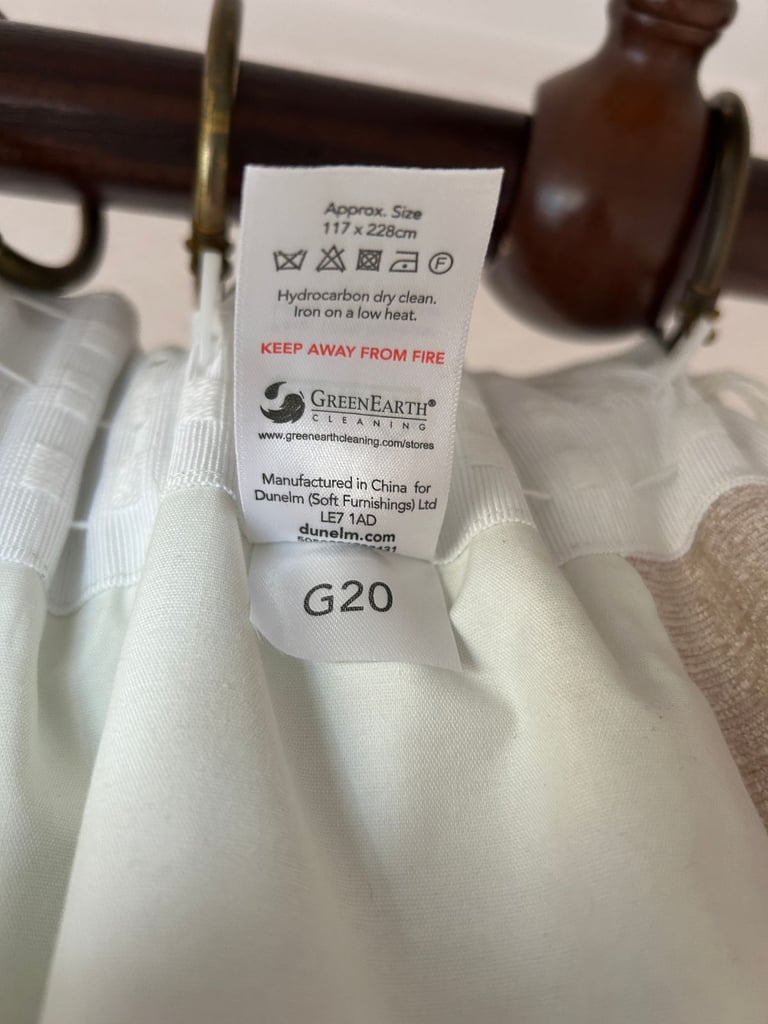 Approx. Size
117 x 228cm
F
Hydrocarbon dry clean.
Iron on a low heat.
KEEP AWAY FROM FIRE
GREENEARTH®
CLEANING
www.greenearthcleaning.com/stores
Manufactured in China for
Dunelm (Soft Furnishings) Ltd
LE7 1AD
dunelm.com
G20